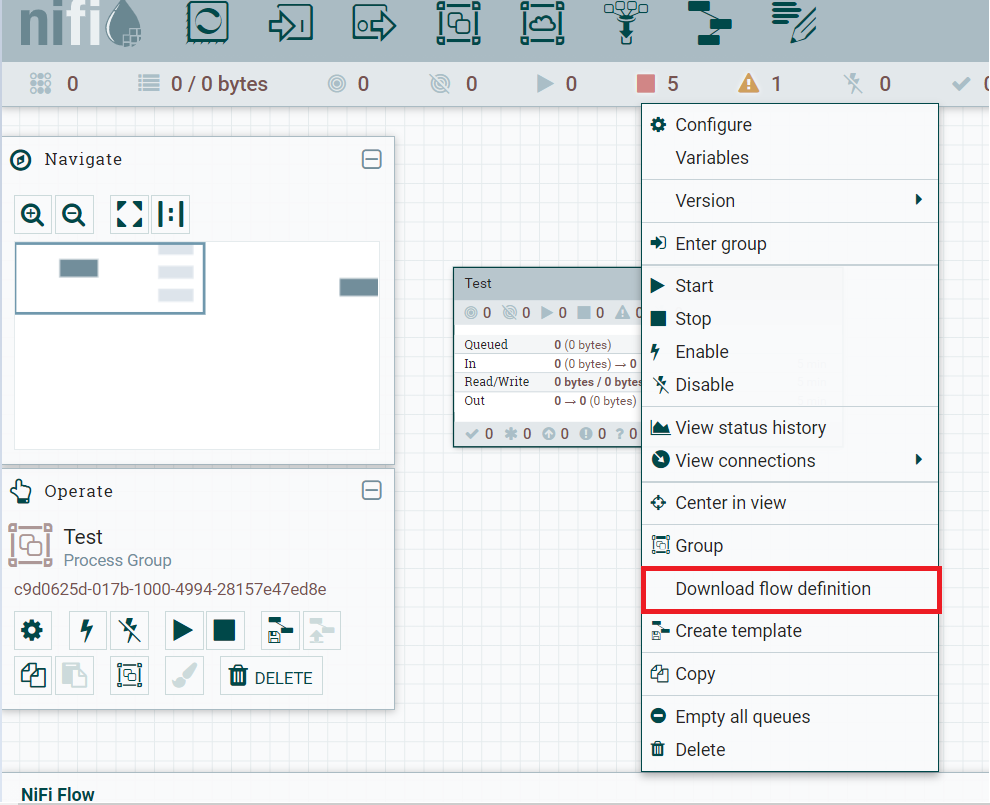 nifi
0 0 / 0 bytes 0 0 0 5 1 0 0
Navigate
Operate
Test
Process Group
c9d0625d-017b-1000-4994-28157e47ed8e
DELETE
Test
0 0 0 0 0
Queued 0 (0 bytes)
In 0 (0 bytes) → 0
Read/Write 0 bytes / 0 bytes
Out 0 → 0 (0 bytes)
0 0 0 0 ? 0
Configure
Variables
Version
Enter group
Start
Stop
Enable
Disable
View status history
View connections
Center in view
Group
Download flow definition
Create template
Copy
Empty all queues
Delete
NiFi Flow